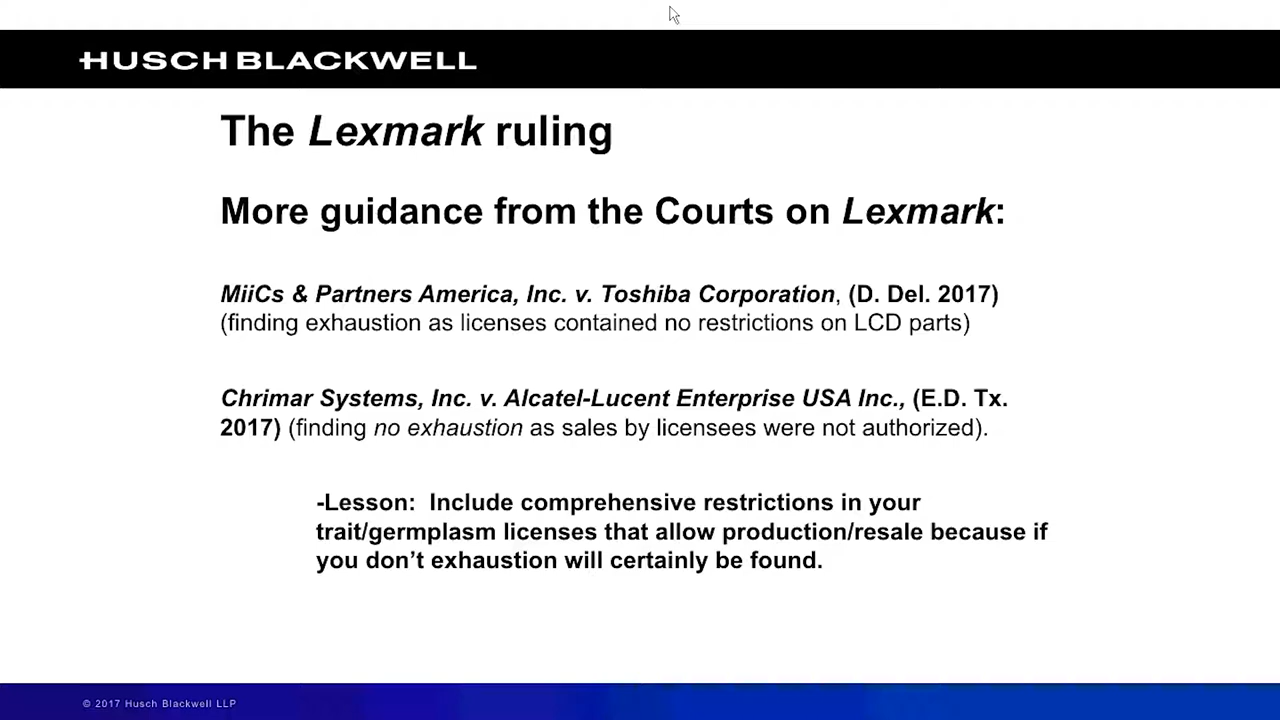 HUSCH BLACKWELL
The Lexmark ruling
More guidance from the Courts on Lexmark:
MiiCs & Partners America, Inc. v. Toshiba Corporation, (D. Del. 2017)
(finding exhaustion as licenses contained no restrictions on LCD parts)
Chrimar Systems, Inc. v. Alcatel-Lucent Enterprise USA Inc., (E.D. Tx.
2017) (finding no exhaustion as sales by licensees were not authorized).
-Lesson:  Include comprehensive restrictions in your
trait/germplasm licenses that allow production/resale because if
you don’t exhaustion will certainly be found.
© 2017 Husch Blackwell LLP